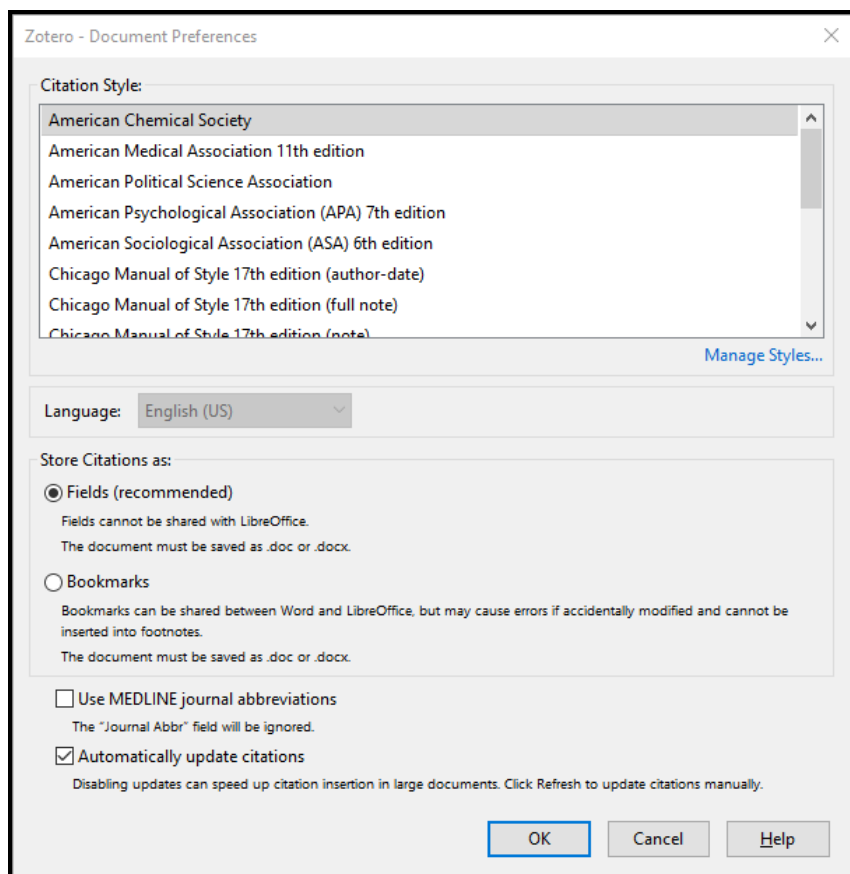 Zotero - Document Preferences
Citation Style:
American Chemical Society
American Medical Association 11th edition
American Political Science Association
American Psychological Association (APA) 7th edition
American Sociological Association (ASA) 6th edition
Chicago Manual of Style 17th edition (author-date)
Chicago Manual of Style 17th edition (full note)
Chicago Manual of Style 17th edition (note)
Manage Styles...
Language: English (US)
Store Citations as:
Fields (recommended)
Fields cannot be shared with LibreOffice.
The document must be saved as .doc or .docx.
Bookmarks
Bookmarks can be shared between Word and LibreOffice, but may cause errors if accidentally modified and cannot be
inserted into footnotes.
The document must be saved as .doc or .docx.
Use MEDLINE journal abbreviations
The "Journal Abbr" field will be ignored.
Automatically update citations
Disabling updates can speed up citation insertion in large documents. Click Refresh to update citations manually.
OK Cancel Help